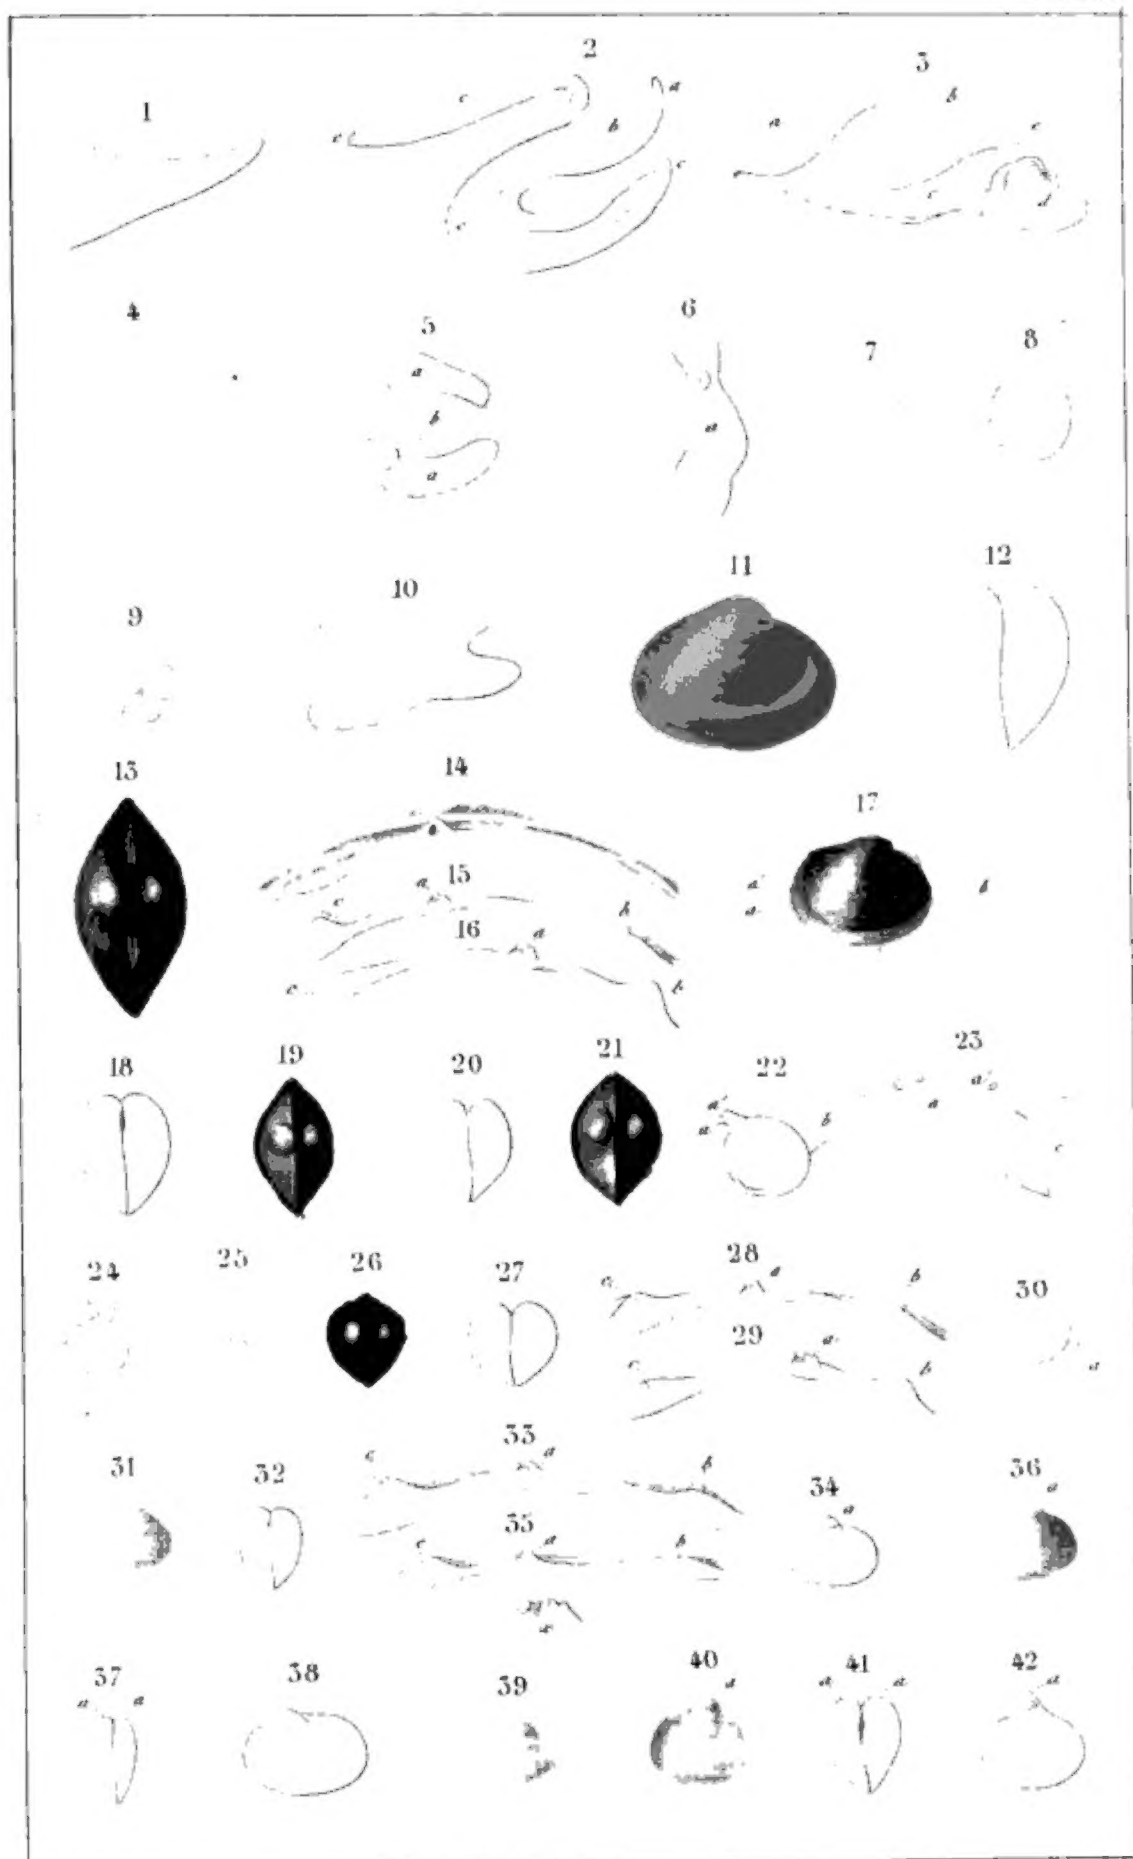 1 2 3
c a a b
e b c c
c c d
4 5 6 7 8
a
b a
a
9 10 11 12
13 14 17
a 15 a' b
c b a
16 a
c b
18 19 20 21 22 23
a' b a'
a a c
24 25 26 27 28 30
c a b
29 a
c b a
31 32 33 34 36
c a b a a
35
c a b
x
37 38 39 40 41 42
a a a a a a